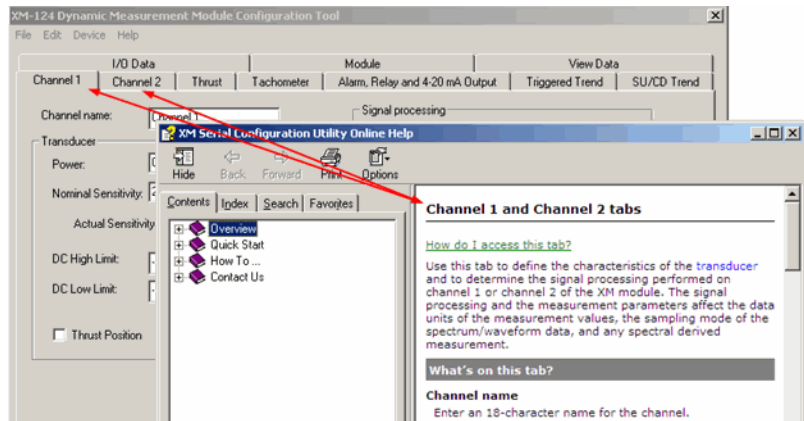 XM-124 Dynamic Measurement Module Configuration Tool
File Edit Device Help
I/O Data Module View Data
Channel 1 Channel 2 Thrust Tachometer Alarm, Relay and 4-20 mA Output Triggered Trend SU/CD Trend
Channel name: Channel 1
Signal processing
Transducer
Power:
Nominal Sensitivity:
Actual Sensitivity
DC High Limit:
DC Low Limit:
Thrust Position
XM Serial Configuration Utility Online Help
Hide Back Forward Print Options
Contents Index Search Favorites
Overview
Quick Start
How To ...
Contact Us
Channel 1 and Channel 2 tabs
How do I access this tab?
Use this tab to define the characteristics of the transducer
and to determine the signal processing performed on
channel 1 or channel 2 of the XM module. The signal
processing and the measurement parameters affect the data
units of the measurement values, the sampling mode of the
spectrum/waveform data, and any spectral derived
measurement.
What's on this tab?
Channel name
Enter an 18-character name for the channel.